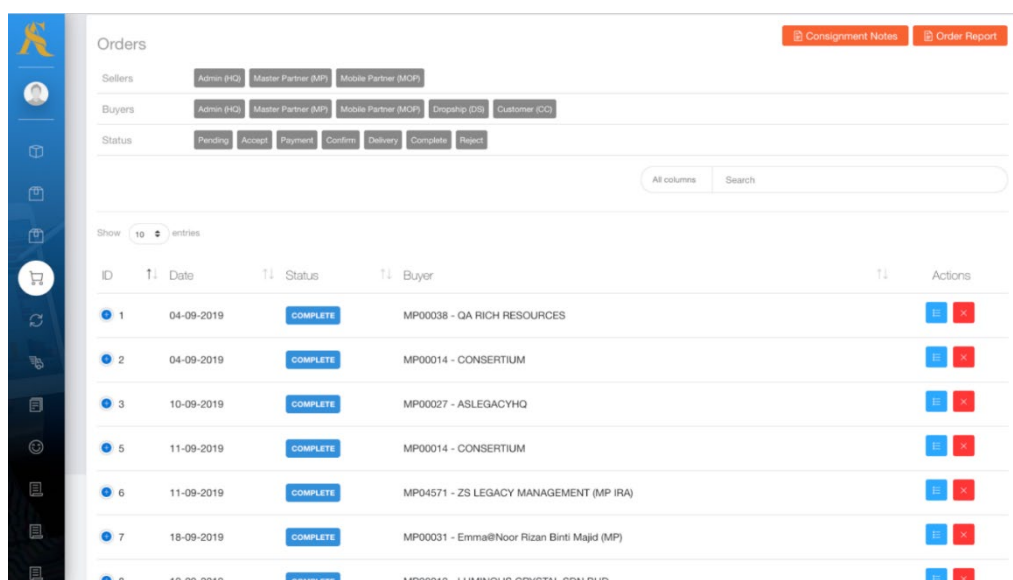 Orders
Consignment Notes
Order Report
Sellers Admin (HQ) Master Partner (MP) Mobile Partner (MOP)
Buyers Admin (HQ) Master Partner (MP) Mobile Partner (MOP) Dropship (DS) Customer (CC)
Status Pending Accept Payment Confirm Delivery Complete Reject
All columns Search
Show 10 entries
ID Date Status Buyer Actions
1 04-09-2019 COMPLETE MP00038 - QA RICH RESOURCES
2 04-09-2019 COMPLETE MP00014 - CONSERTIUM
3 10-09-2019 COMPLETE MP00027 - ASLEGACYHQ
5 11-09-2019 COMPLETE MP00014 - CONSERTIUM
6 11-09-2019 COMPLETE MP04571 - ZS LEGACY MANAGEMENT (MP IRA)
7 18-09-2019 COMPLETE MP00031 - Emma@Noor Rizan Binti Majid (MP)
COMPLETE